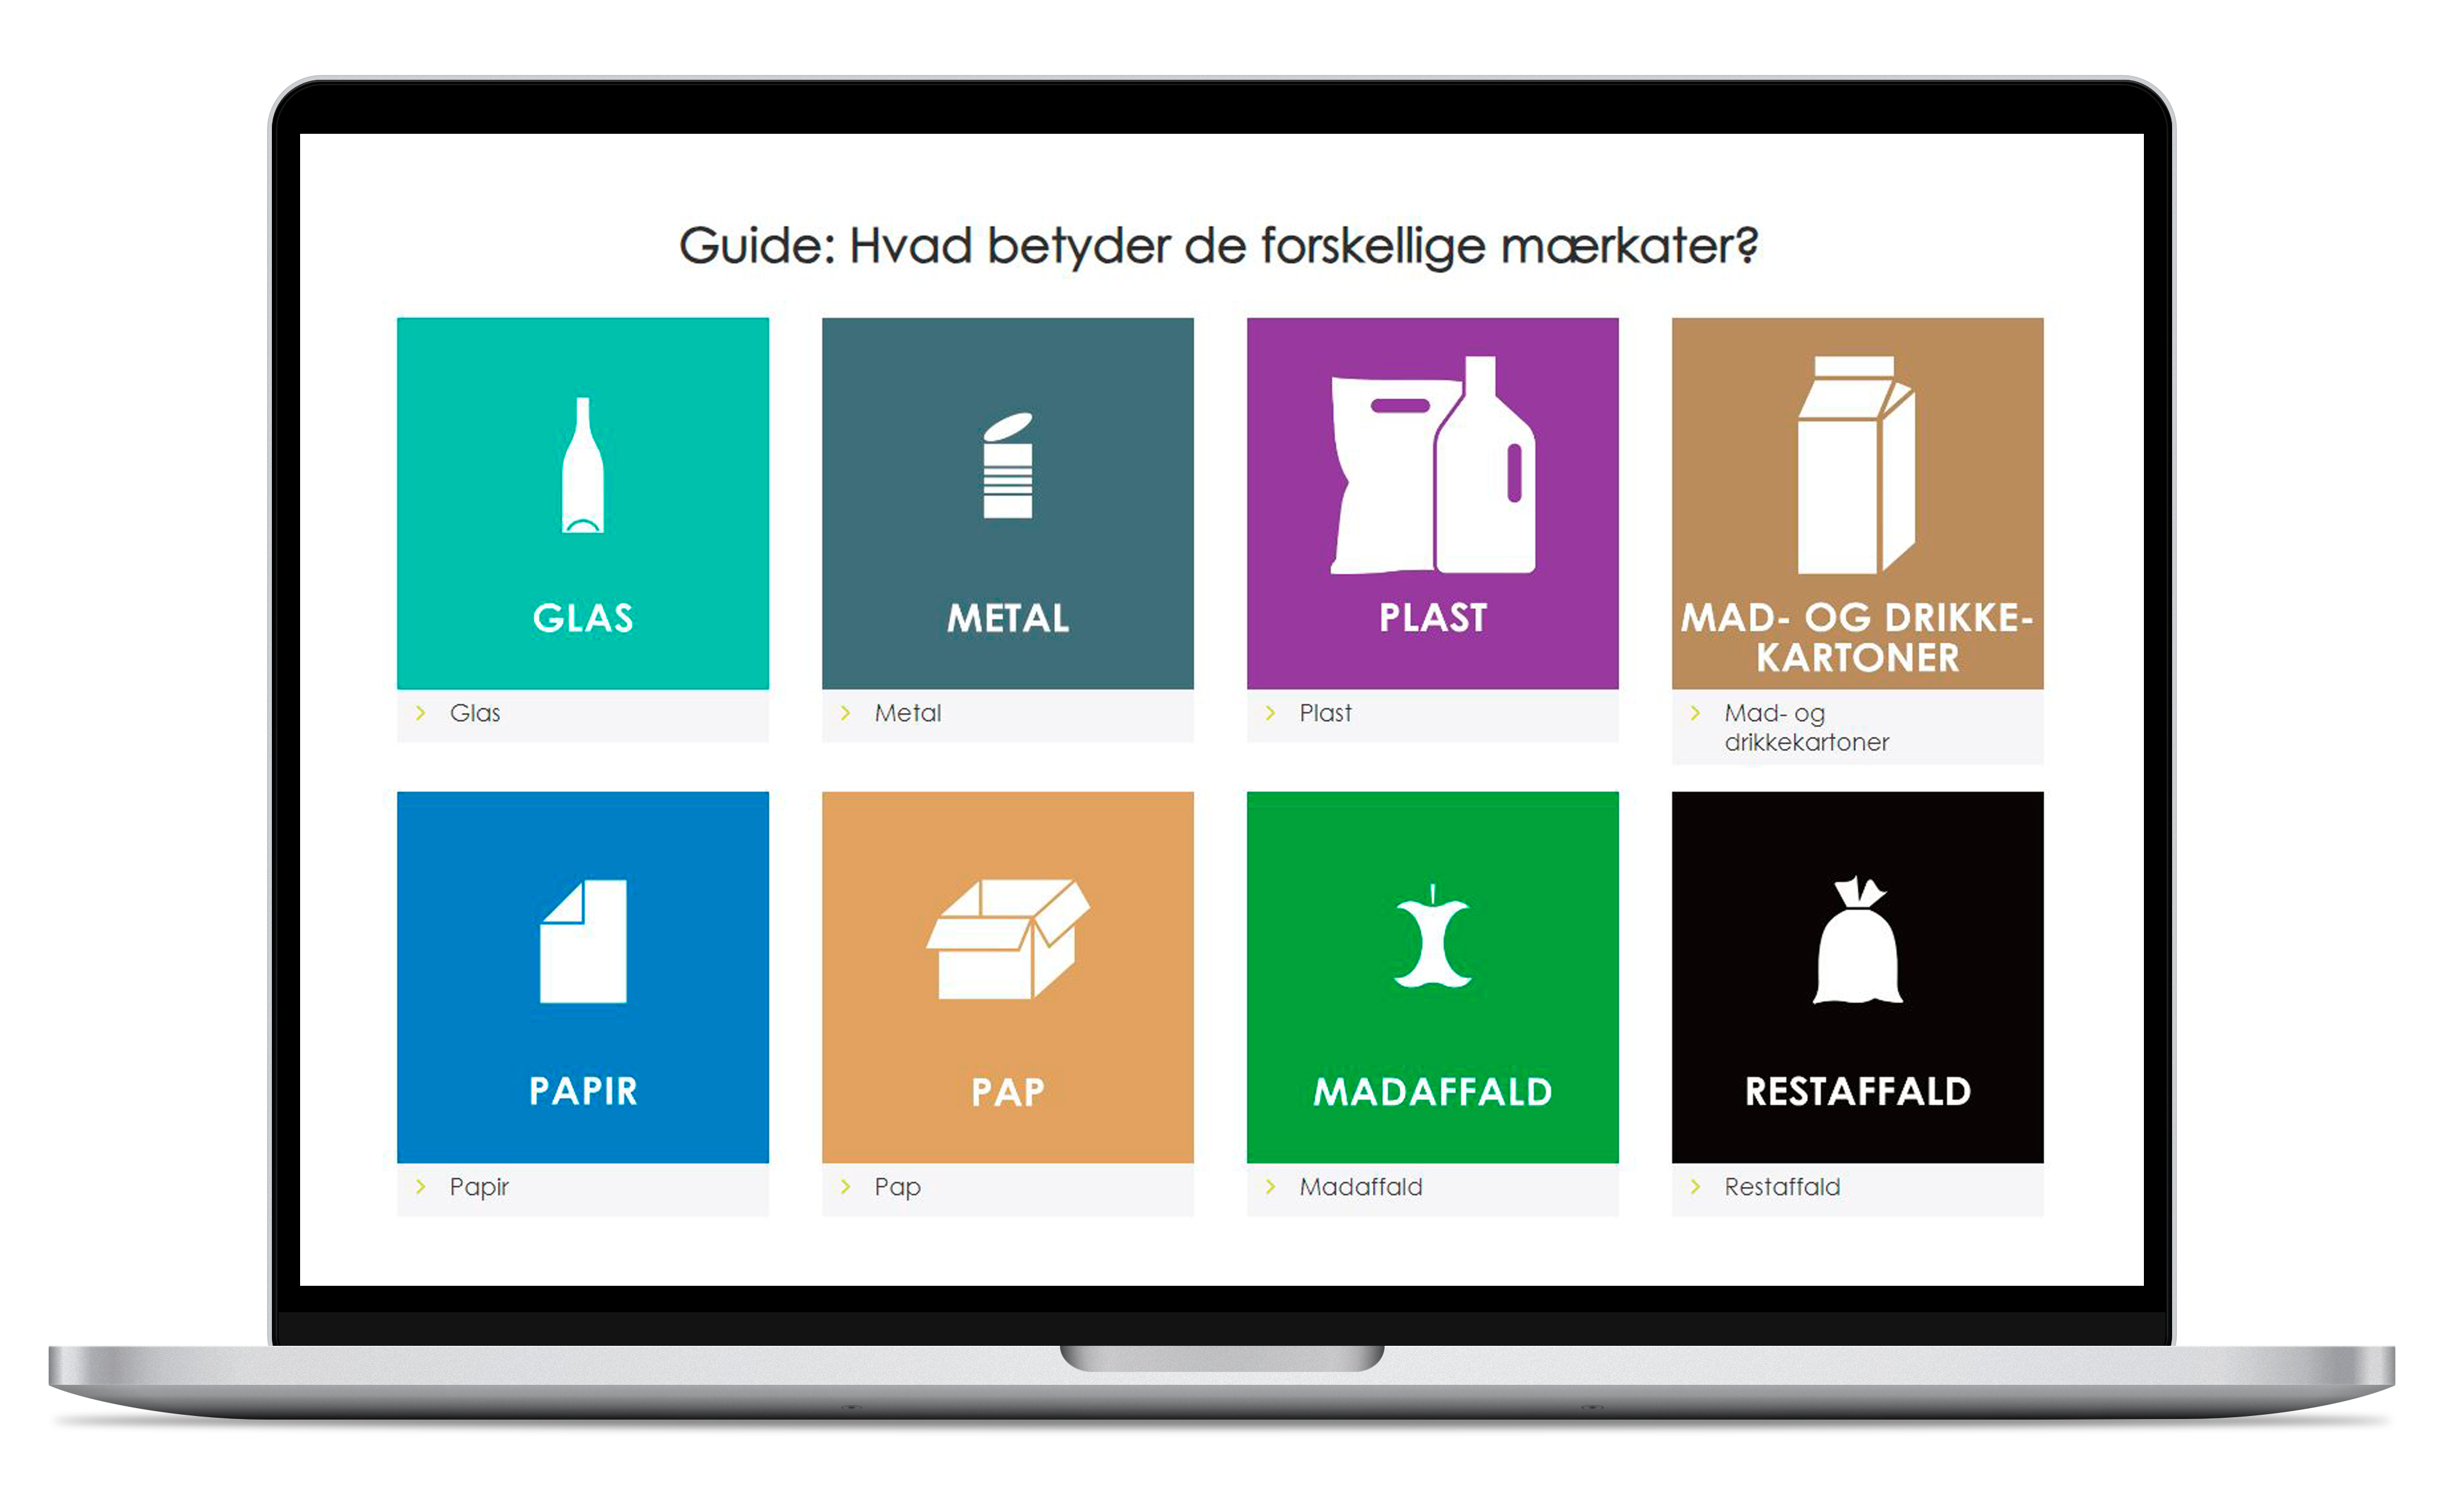 Guide: Hvad betyder de forskellige mærkater?
GLAS
Glas
METAL
Metal
PLAST
Plast
MAD- OG DRIKKE-
KARTONER
Mad- og
drikkekartoner
PAPIR
Papir
PAP
Pap
MADAFFALD
Madaffald
RESTAFFALD
Restaffald